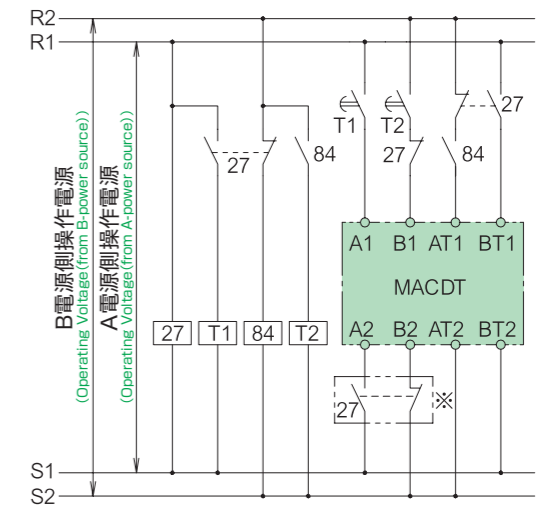 R2
R1
B電源側操作電源
(Operating Voltage(from B-power source))
A電源側操作電源
(Operating Voltage(from A-power source))
27
84
T1
T2
27
84
27
A1 B1 AT1 BT1
MACDT
A2 B2 AT2 BT2
27 T1 84 T2
27
※
S1
S2